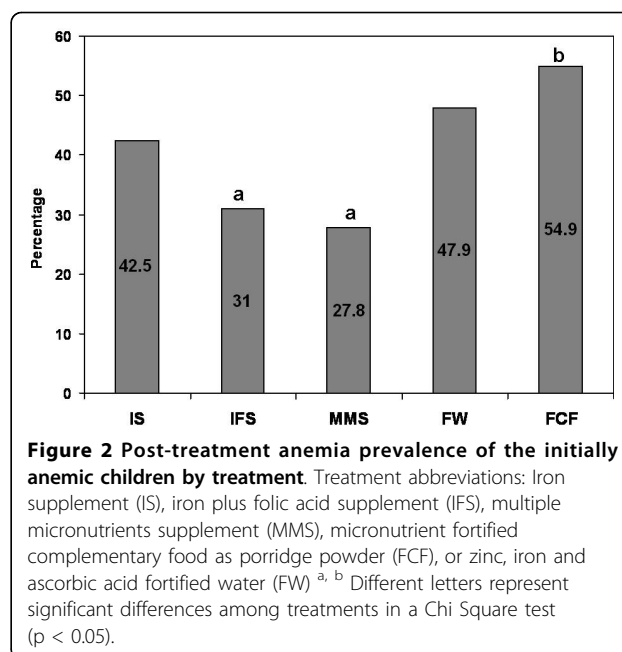 60
50
40
30
20
10
0
Percentage
a
a
b
42.5
31
27.8
47.9
54.9
IS IFS MMS FW FCF
Figure 2 Post-treatment anemia prevalence of the initially
anemic children by treatment. Treatment abbreviations: Iron
supplement (IS), iron plus folic acid supplement (IFS), multiple
micronutrients supplement (MMS), micronutrient fortified
complementary food as porridge powder (FCF), or zinc, iron and
ascorbic acid fortified water (FW) a, b Different letters represent
significant differences among treatments in a Chi Square test
(p < 0.05).